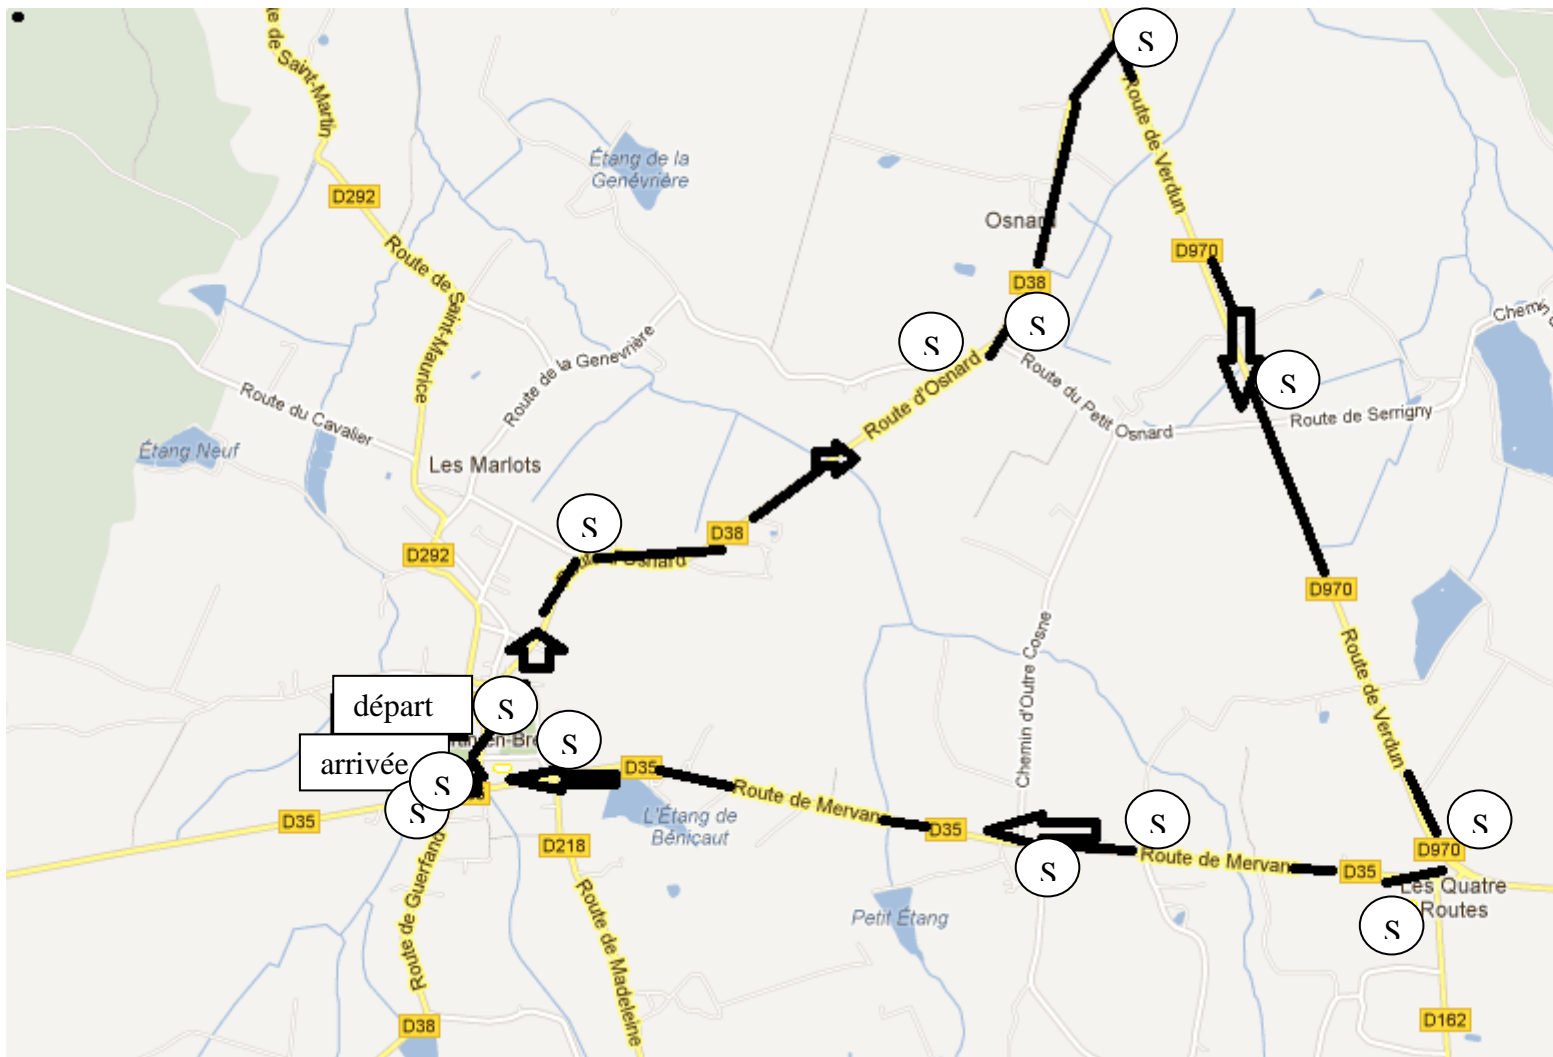 S
te de Saint-Martin
Route de Verdun
Étang de la
Genévrière
D292
Osnard
Route de Saint-Maurice
D970
D38
S
S
Chemin
S
Route de la Genevrière
Route d'Osnard
Route du Petit Osnard
Route de Serrigny
Route du Cavalier
Étang Neuf
Les Marlots
S
D38
D292
D970
Chemin d'Outre Cosne
Route de Verdun
départ
S
S
arrivée
S
D35
S
Route de Mervan
L'Étang de
Béniçaut
D35
D218
D35
S
S
D970
S
Route de Mervan
D35
Les Quatre
Routes
S
Petit Étang
Route de Guerfand
Route de Madeleine
D38
D162